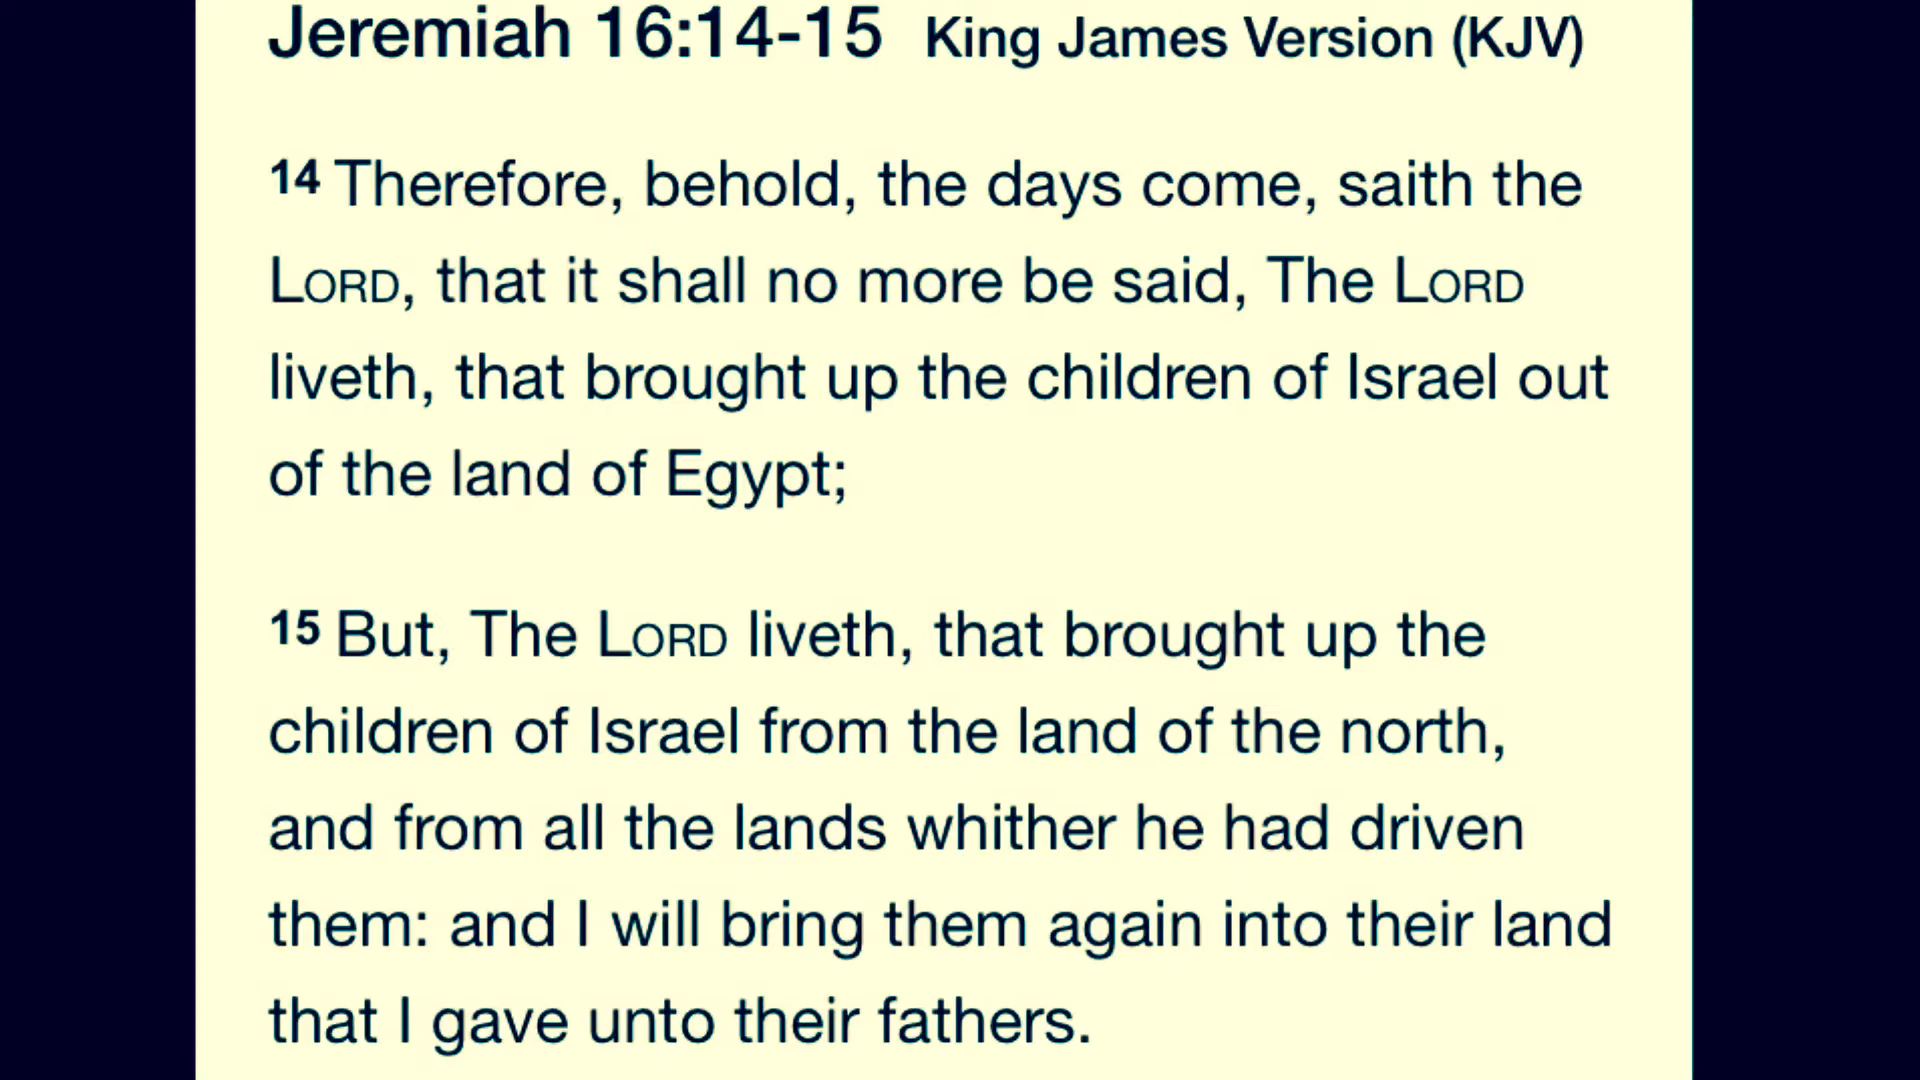 Jeremiah 16:14-15 King James Version (KJV)
14 Therefore, behold, the days come, saith the
LORD, that it shall no more be said, The LORD
liveth, that brought up the children of Israel out
of the land of Egypt;
15 But, The LORD liveth, that brought up the
children of Israel from the land of the north,
and from all the lands whither he had driven
them: and I will bring them again into their land
that I gave unto their fathers.